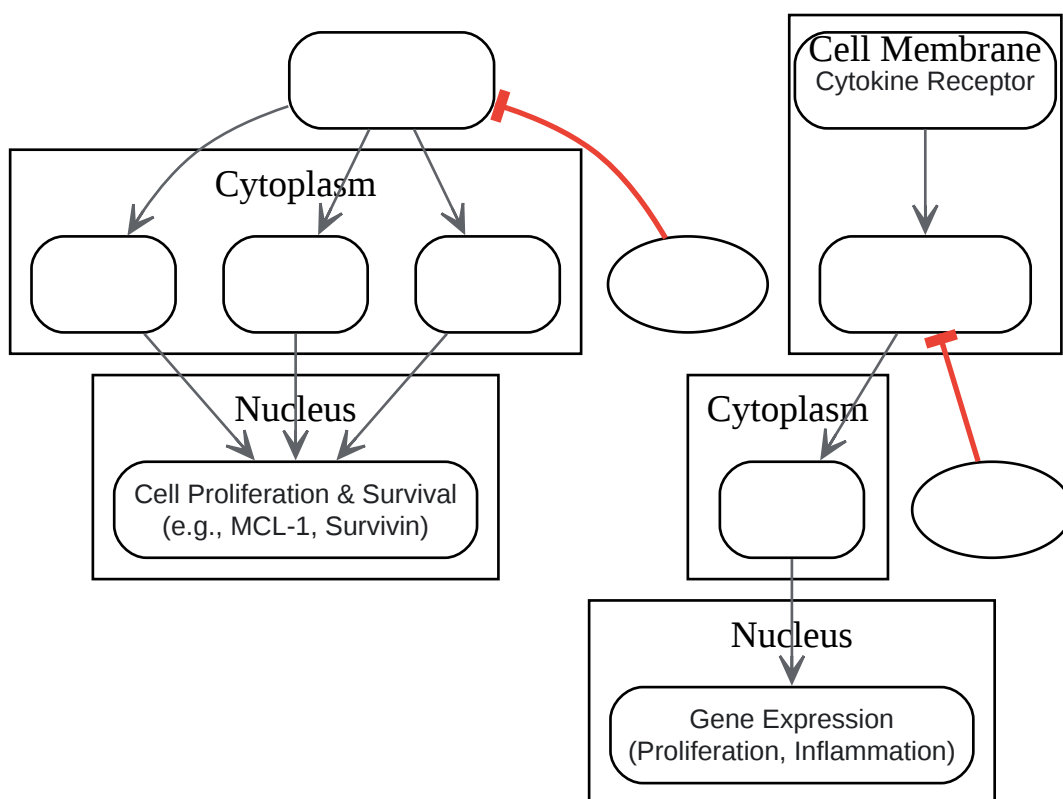 Cell Membrane
Cytokine Receptor
Cytoplasm
Nucleus
Cell Proliferation & Survival
(e.g., MCL-1, Survivin)
Cytoplasm
Nucleus
Gene Expression
(Proliferation, Inflammation)